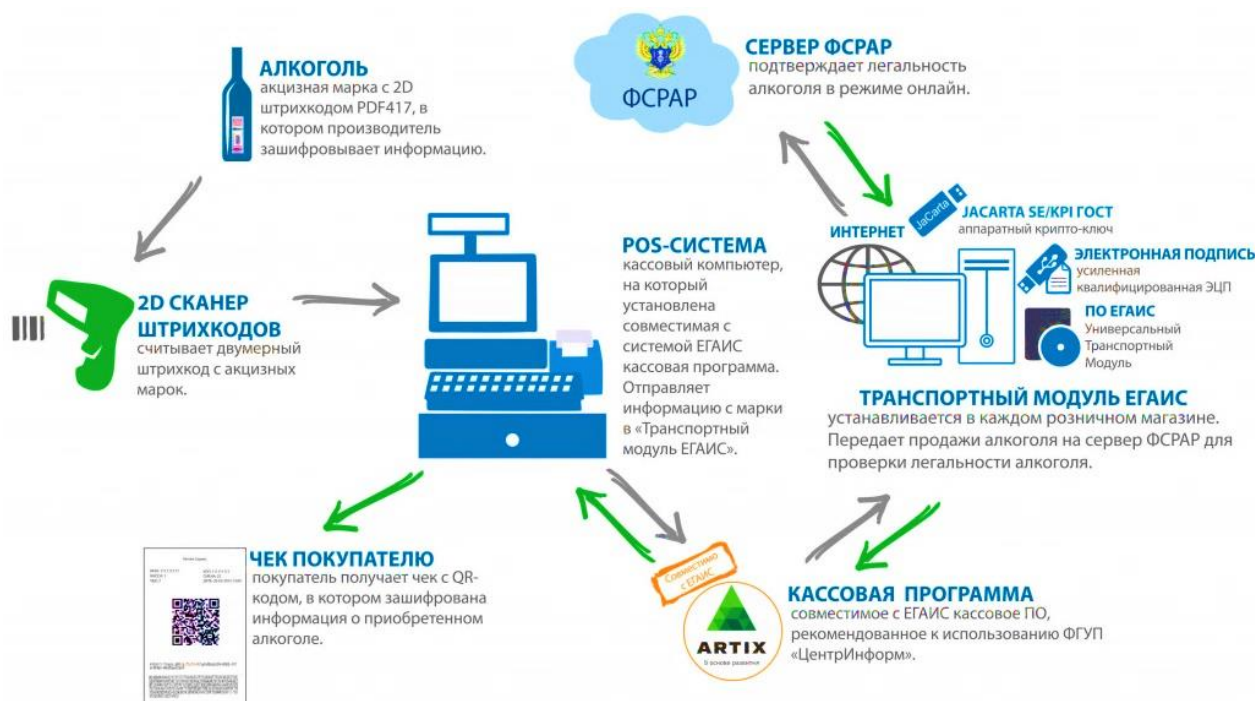 АЛКОГОЛЬ
акцизная марка с 2D
штрихкодом PDF417, в
котором производитель
зашифровывает информацию.
ФСРАР
СЕРВЕР ФСРАР
подтверждает легальность
алкоголя в режиме онлайн.
2D СКАНЕР
ШТРИХКОДОВ
считывает двумерный
штрихкод с акцизных
марок.
POS-СИСТЕМА
кассовый компьютер,
на который
установлена
совместимая с
системой ЕГАИС
кассовая программа.
Отправляет
информацию с марки
в «Транспортный
модуль ЕГАИС».
ИНТЕРНЕТ
JaCarta
JACARTA SE/KPI ГОСТ
аппаратный крипто-ключ
ЭЛЕКТРОННАЯ ПОДПИСЬ
усиленная
квалифицированная ЭЦП
ПО ЕГАИС
Универсальный
Транспортный
Модуль
ТРАНСПОРТНЫЙ МОДУЛЬ ЕГАИС
устанавливается в каждом розничном магазине.
Передает продажи алкоголя на сервер ФСРАР для
проверки легальности алкоголя.
ЧЕК ПОКУПАТЕЛЮ
покупатель получает чек с QR-
кодом, в котором зашифрована
информация о приобретенном
алкоголе.
Совместимо
с ЕГАИС
ARTIX
В основе развития
КАССОВАЯ ПРОГРАММА
совместимое с ЕГАИС кассовое ПО,
рекомендованное к использованию ФГУП
«ЦентрИнформ».